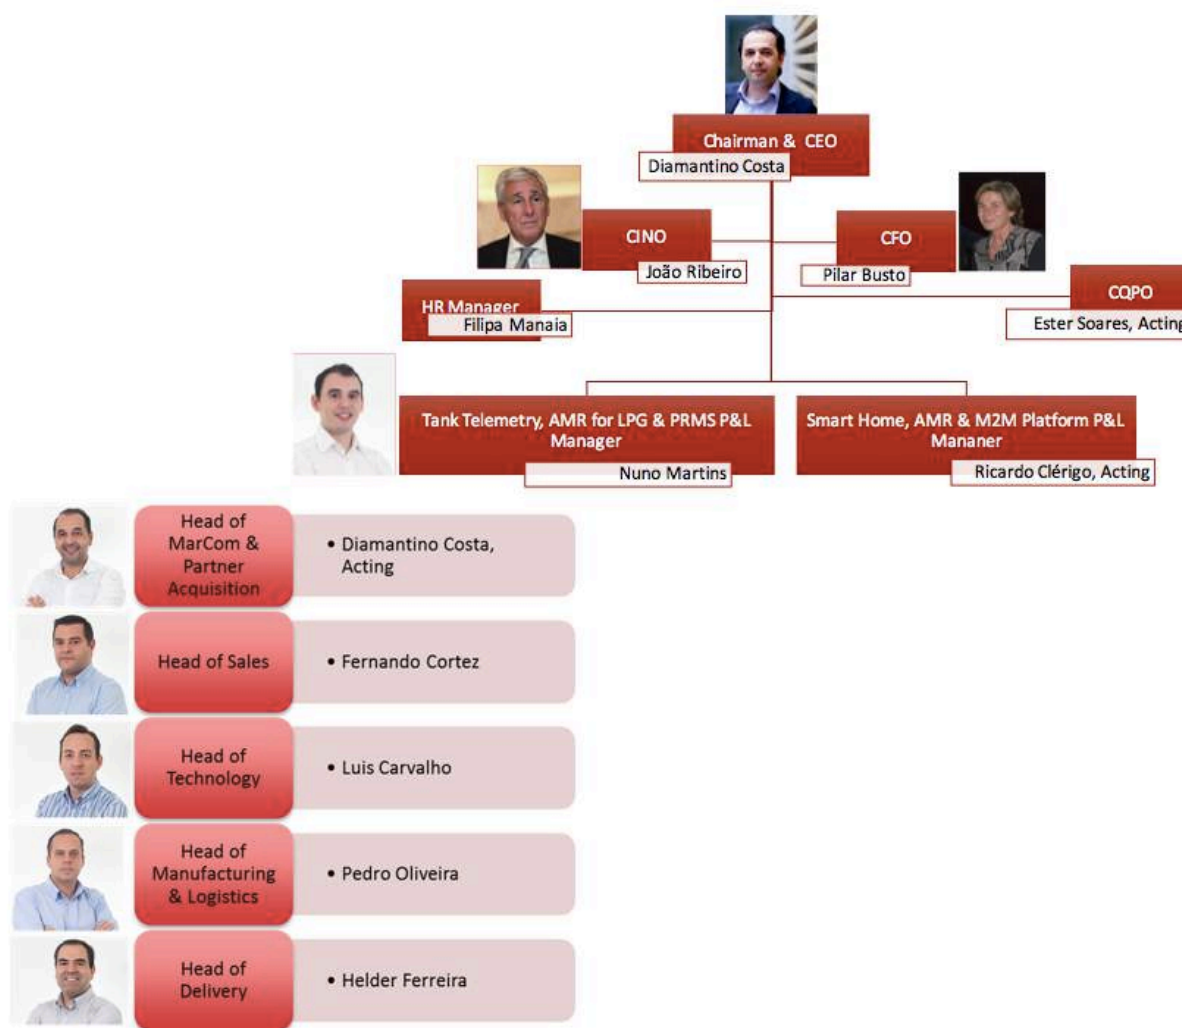 Chairman & CEO
Diamantino Costa
CINO
João Ribeiro
CFO
Pilar Busto
HR Manager
Filipa Manaia
CQPO
Ester Soares, Acting
Tank Telemetry, AMR for LPG & PRMS P&L
Manager
Nuno Martins
Smart Home, AMR & M2M Platform P&L
Mananer
Ricardo Clérigo, Acting
Head of
MarCom &
Partner
Acquisition
• Diamantino Costa,
Acting
Head of Sales
• Fernando Cortez
Head of
Technology
• Luis Carvalho
Head of
Manufacturing
& Logistics
• Pedro Oliveira
Head of
Delivery
• Helder Ferreira